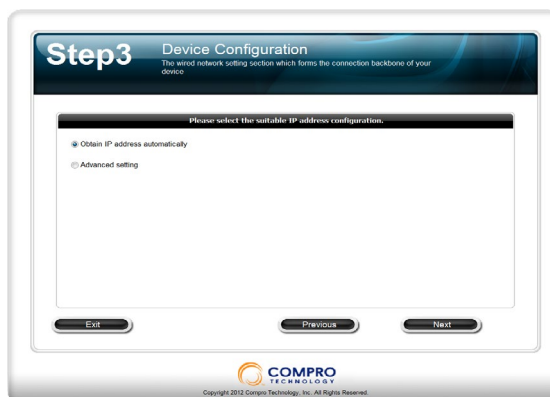 Step3
Device Configuration
The wired network setting section which forms the connection backbone of your
device
Please select the suitable IP address configuration.
Obtain IP address automatically
Advanced setting
Exit
Previous
Next
COMPRO
TECHNOLOGY
Copyright 2012 Compro Technology, Inc. All Rights Reserved.